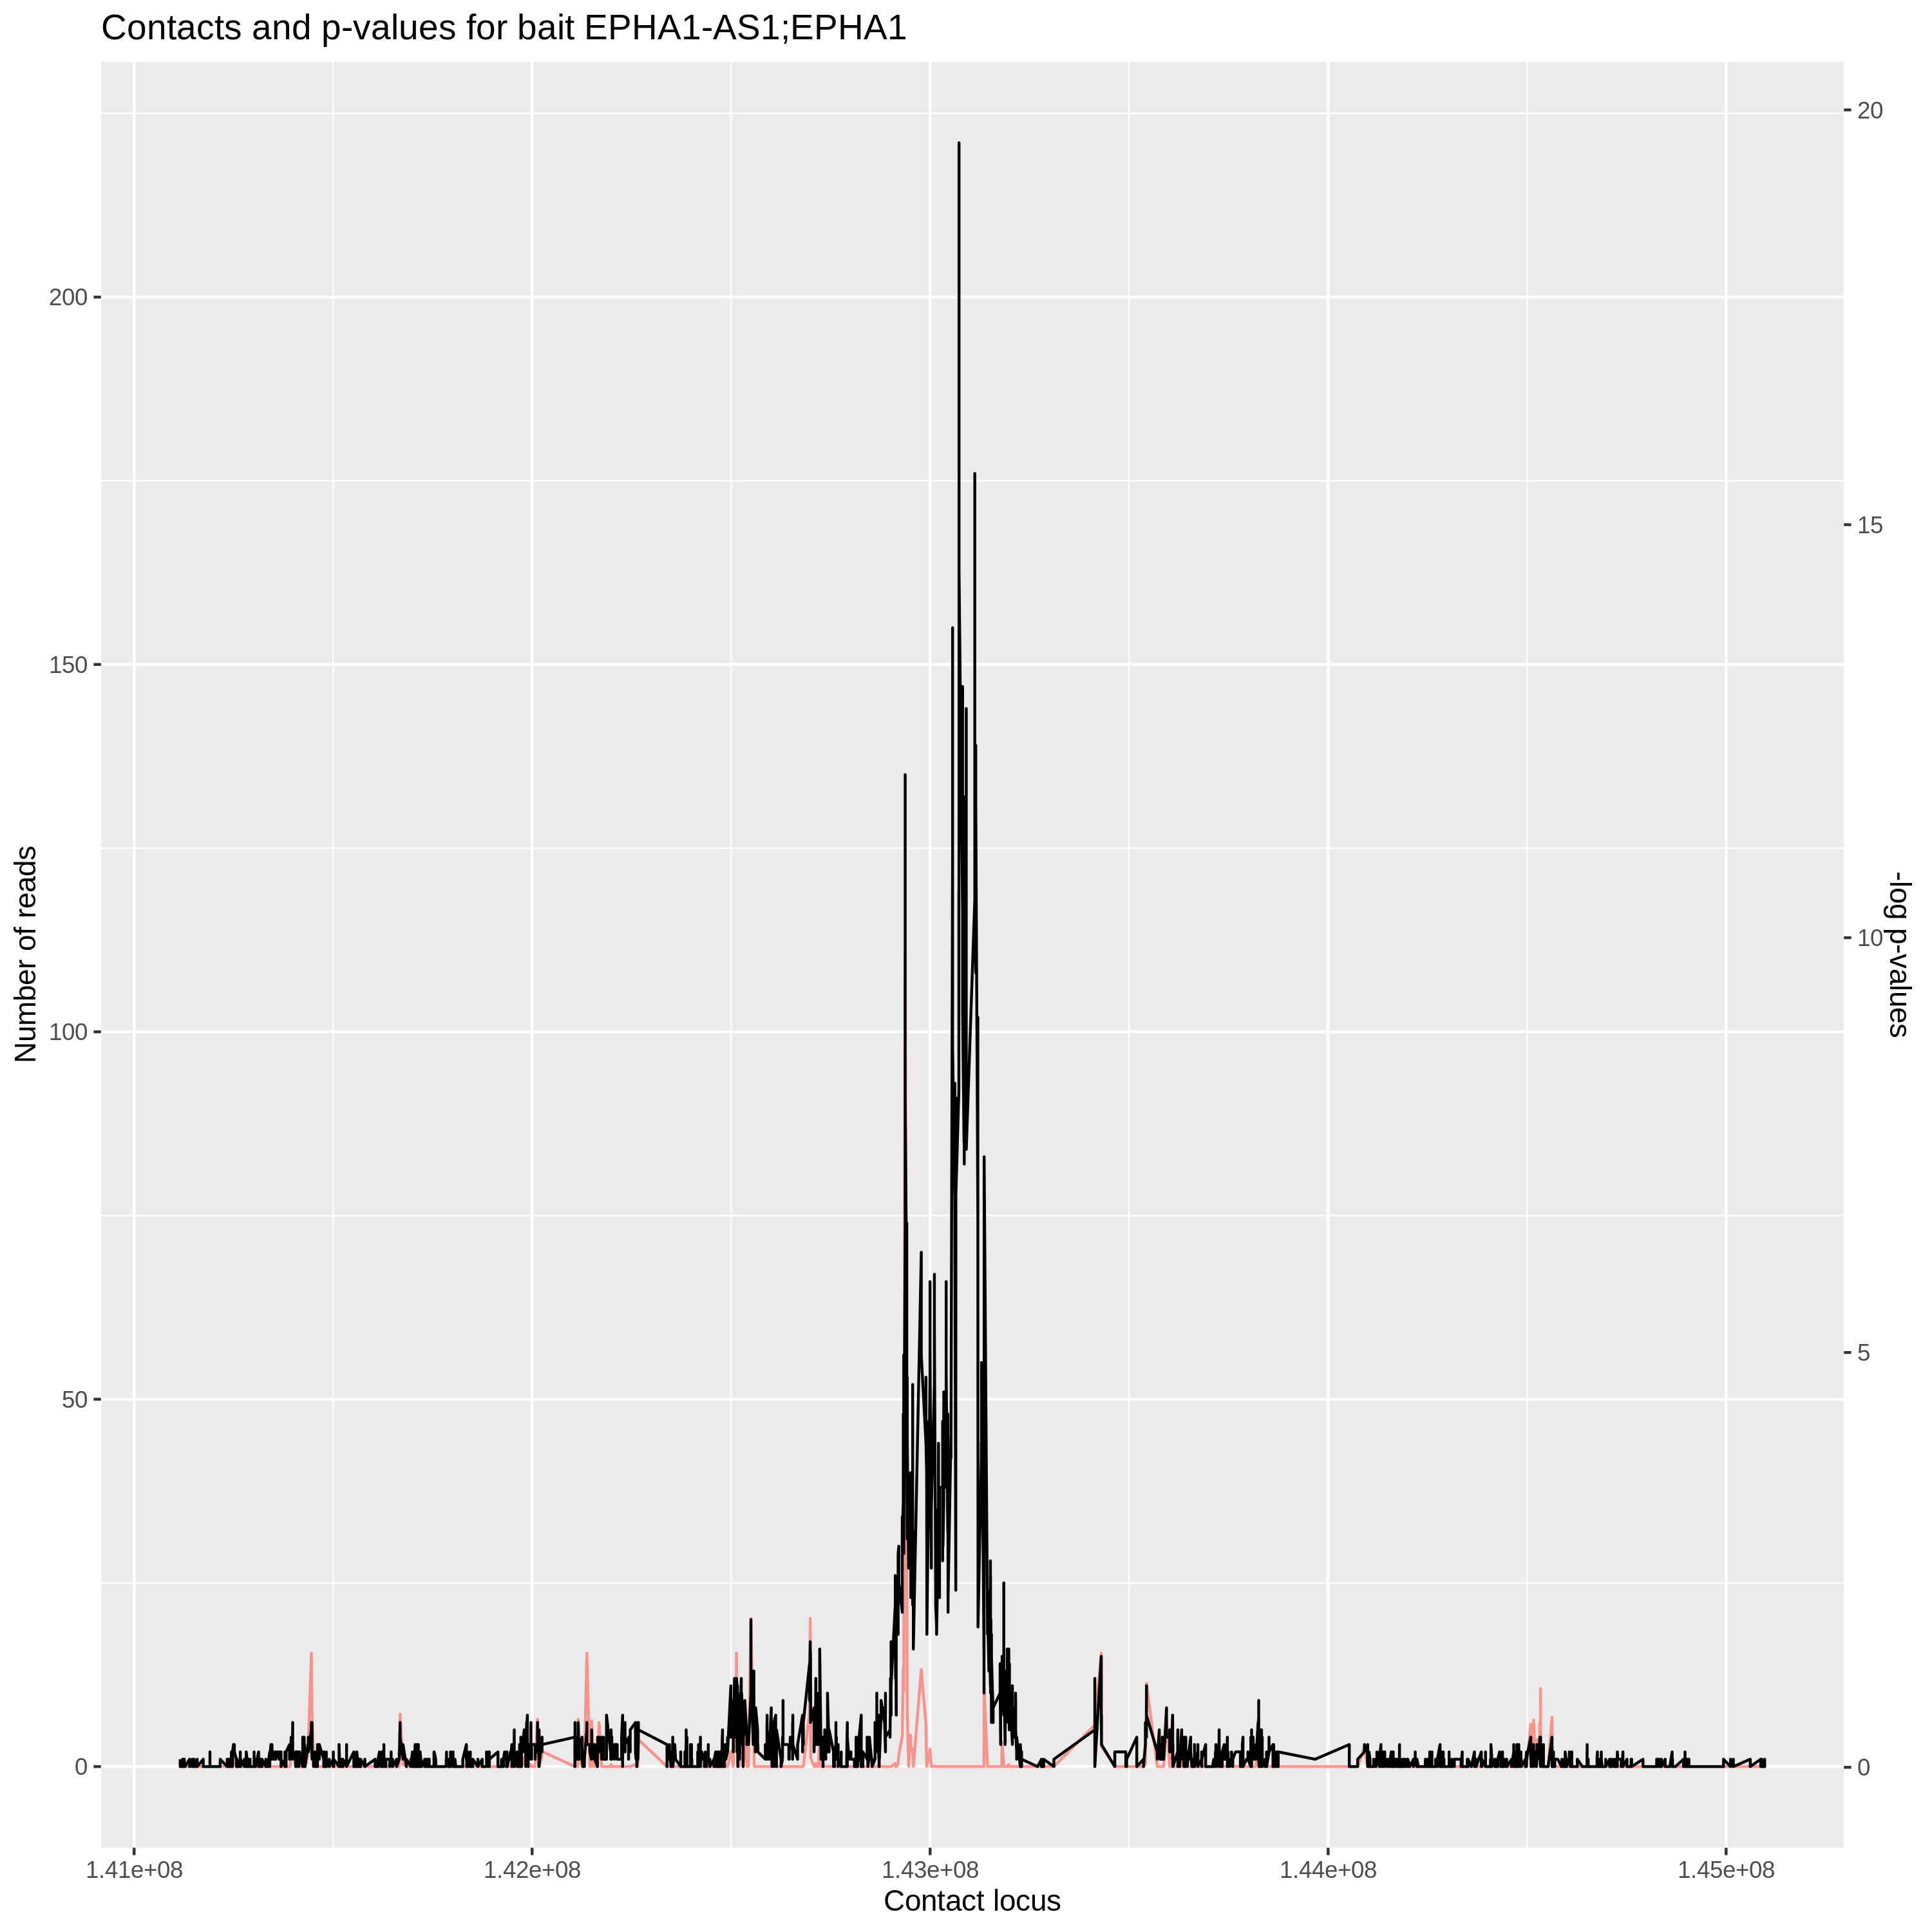 Contacts and p-values for bait EPHA1-AS1;EPHA1
20
200
15
150
10
100
5
50
0
0
Number of reads
-log p-values
1.41e+08 1.42e+08 1.43e+08 1.44e+08 1.45e+08
Contact locus